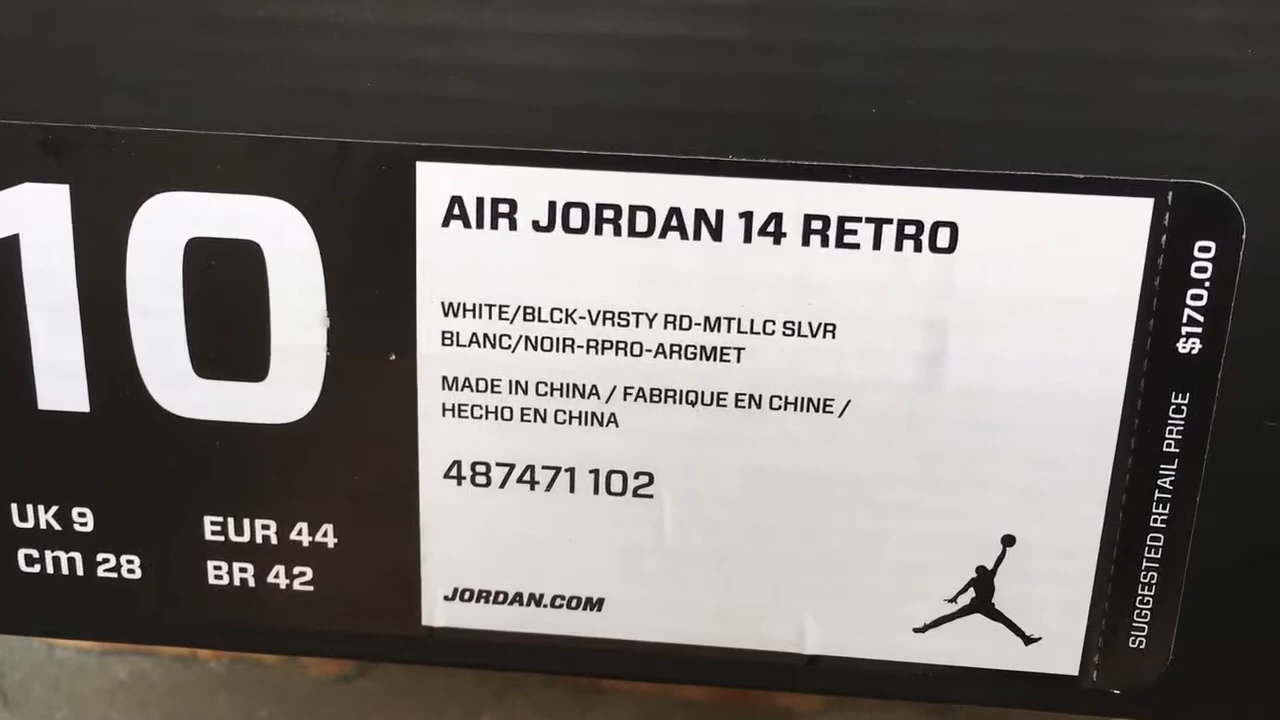 10
UK 9
EUR 44
cm 28
BR 42
AIR JORDAN 14 RETRO
WHITE/BLCK-VRSTY RD-MTLLC SLVR
BLANC/NOIR-RPRO-ARGMET
MADE IN CHINA / FABRIQUE EN CHINE /
HECHO EN CHINA
487471 102
JORDAN.COM
SUGGESTED RETAIL PRICE $170.00